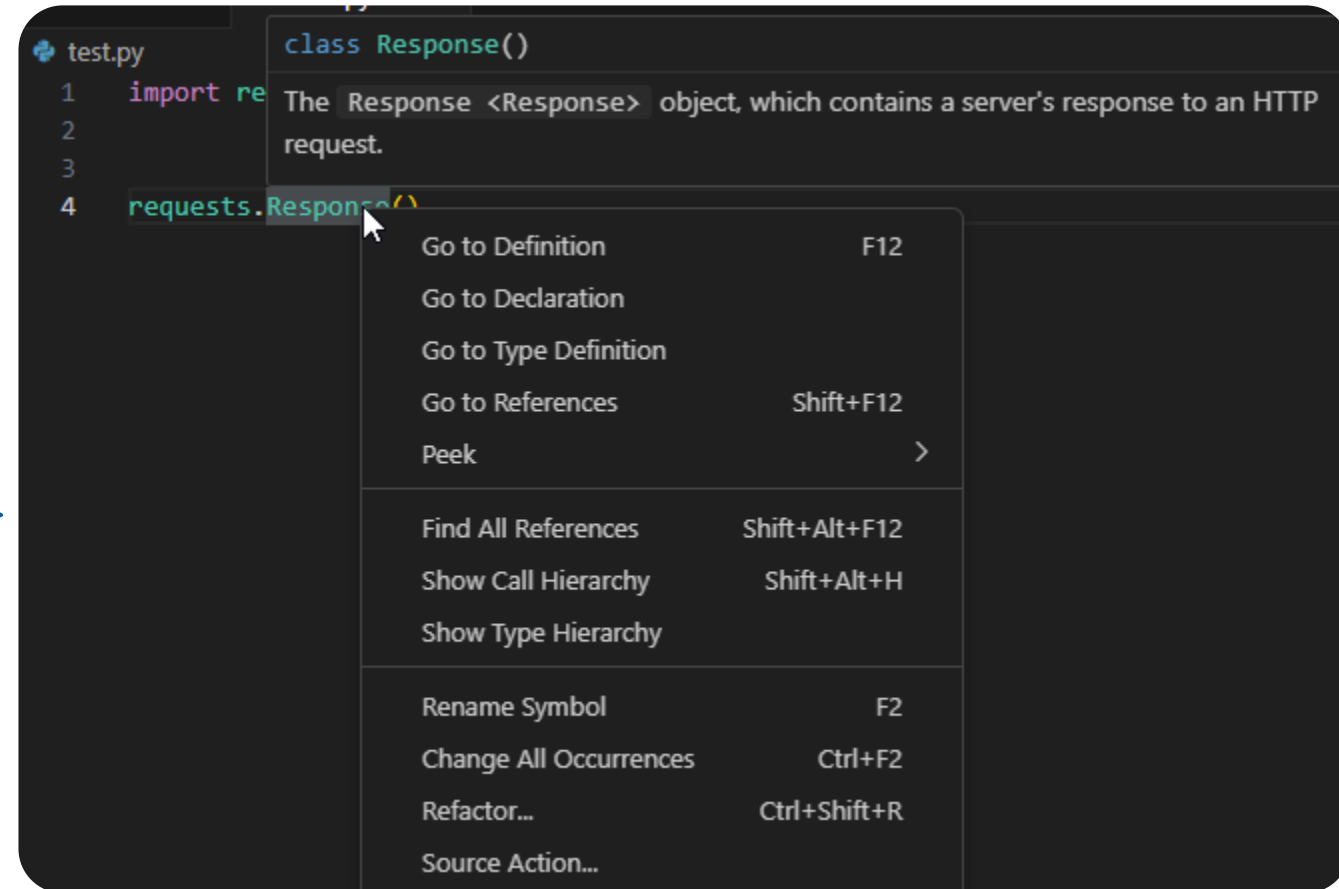 test.py
class Response()
The Response <Response> object, which contains a server's response to an HTTP
request.
1 import re
2
3
4 requests.Response()
Go to Definition F12
Go to Declaration
Go to Type Definition
Go to References Shift+F12
Peek
Find All References Shift+Alt+F12
Show Call Hierarchy Shift+Alt+H
Show Type Hierarchy
Rename Symbol F2
Change All Occurrences Ctrl+F2
Refactor... Ctrl+Shift+R
Source Action...